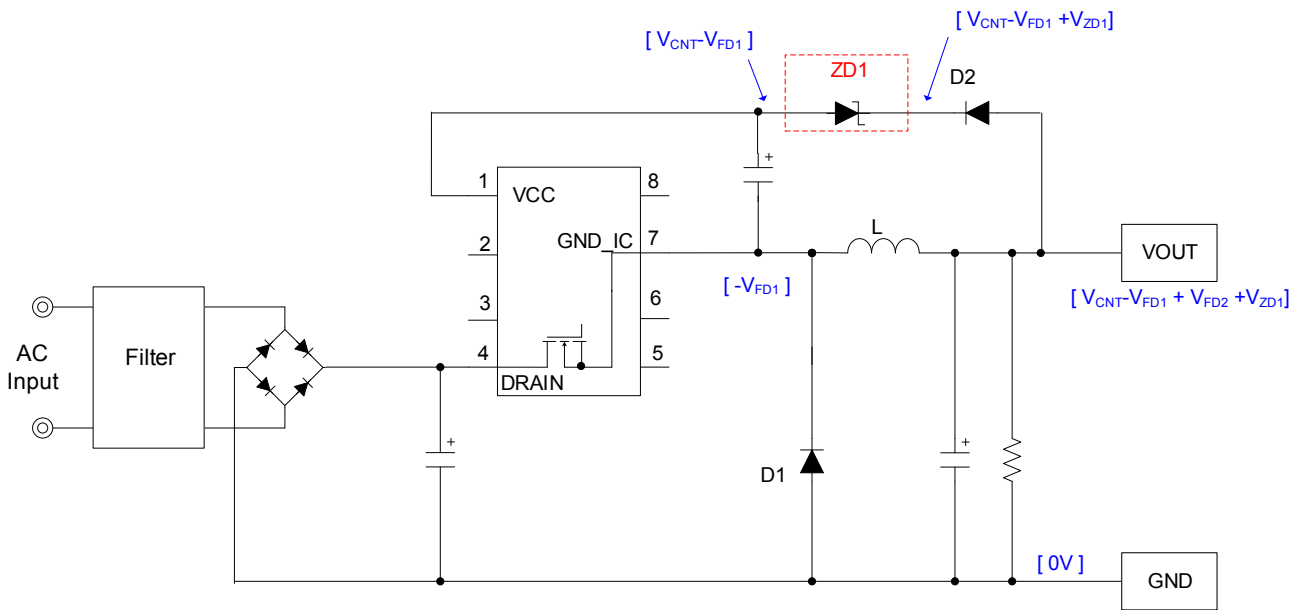 [ VCNT-VFD1 +VZD1]
[ VCNT-VFD1 ]
ZD1
D2
+
1
VCC
8
2
GND_IC
7
L
VOUT
[ -VFD1 ]
[ VCNT-VFD1 + VFD2 +VZD1]
3
6
AC
Input
Filter
4
5
DRAIN
+
+
D1
[ 0V ]
GND